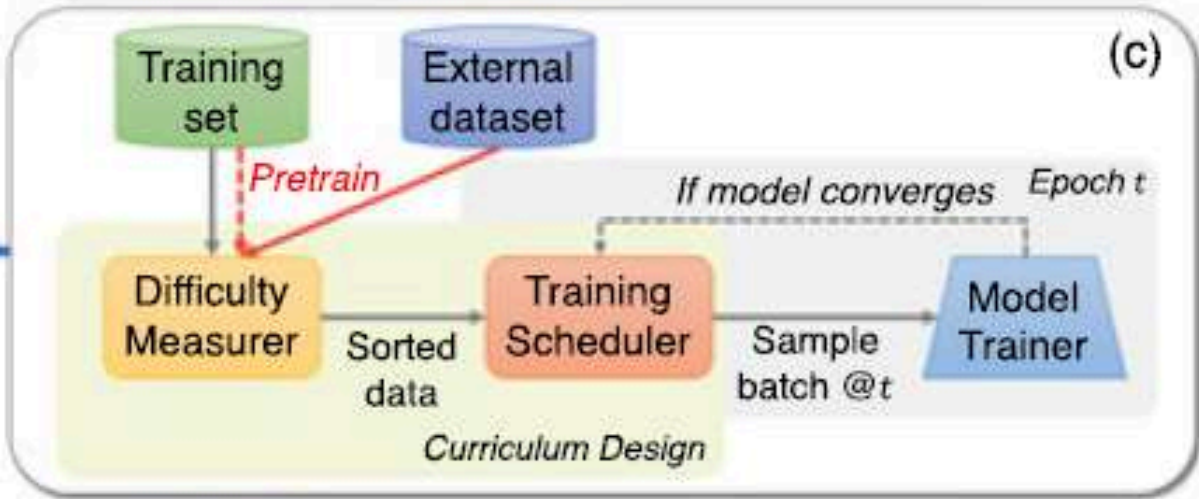 (c)
Training
set
External
dataset
Pretrain
If model converges
Epoch t
Difficulty
Measurer
Sorted
data
Training
Scheduler
Sample
batch @t
Model
Trainer
Curriculum Design